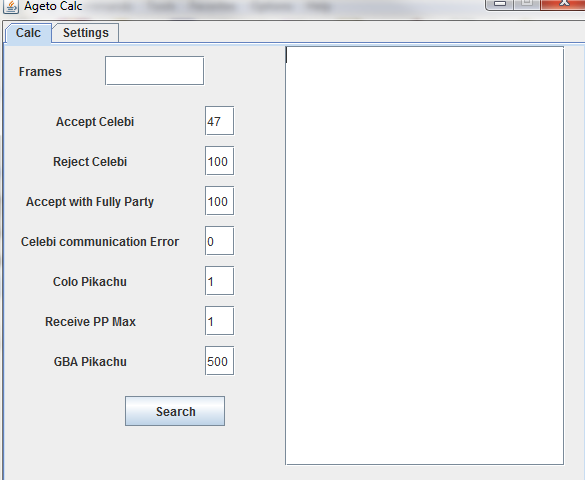 Ageto Calc
Calc Settings
Frames
Accept Celebi 47
Reject Celebi 100
Accept with Fully Party 100
Celebi communication Error 0
Colo Pikachu 1
Receive PP Max 1
GBA Pikachu 500
Search